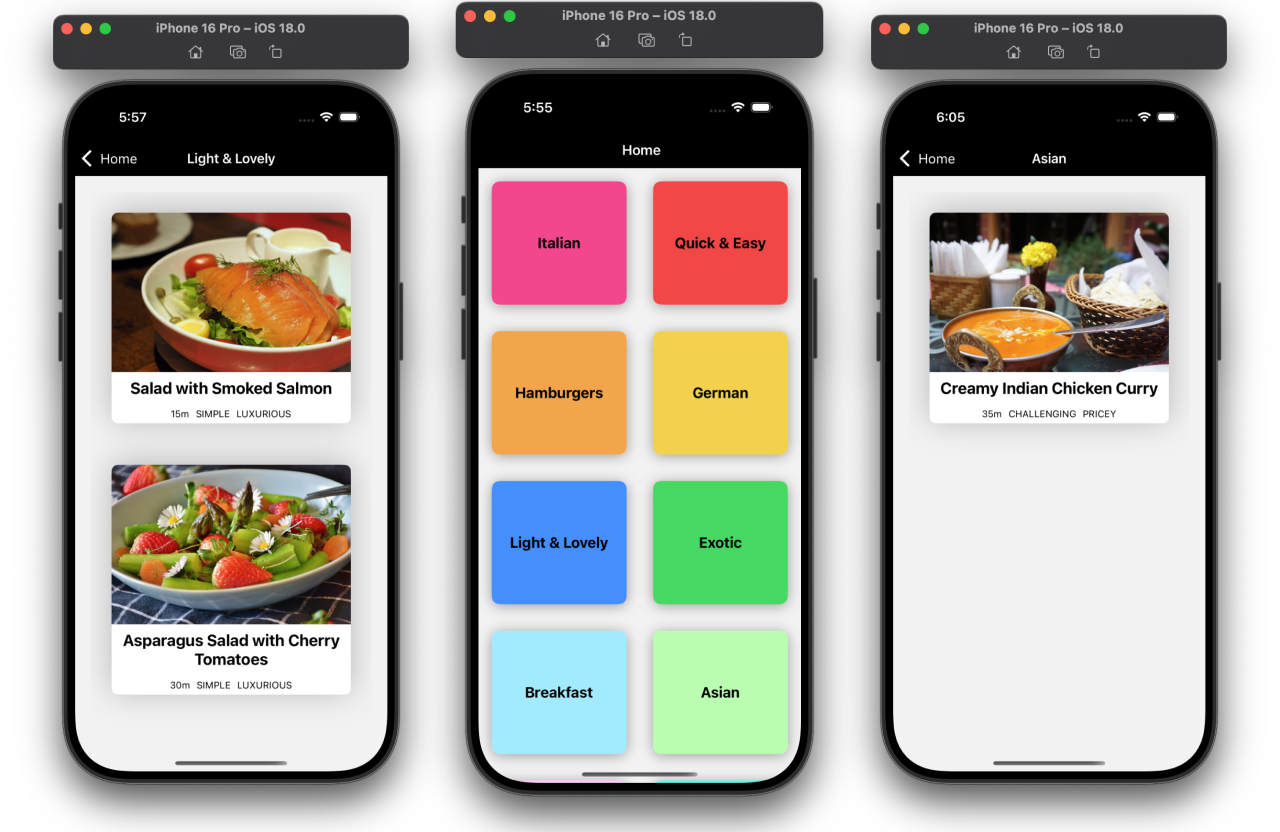 iPhone 16 Pro – iOS 18.0
5:57
Home
Light & Lovely
Salad with Smoked Salmon
15m SIMPLE LUXURIOUS
Asparagus Salad with Cherry
Tomatoes
30m SIMPLE LUXURIOUS
iPhone 16 Pro – iOS 18.0
5:55
Home
Italian
Quick & Easy
Hamburgers
German
Light & Lovely
Exotic
Breakfast
Asian
iPhone 16 Pro – iOS 18.0
6:05
Home
Asian
Creamy Indian Chicken Curry
35m CHALLENGING PRICEY